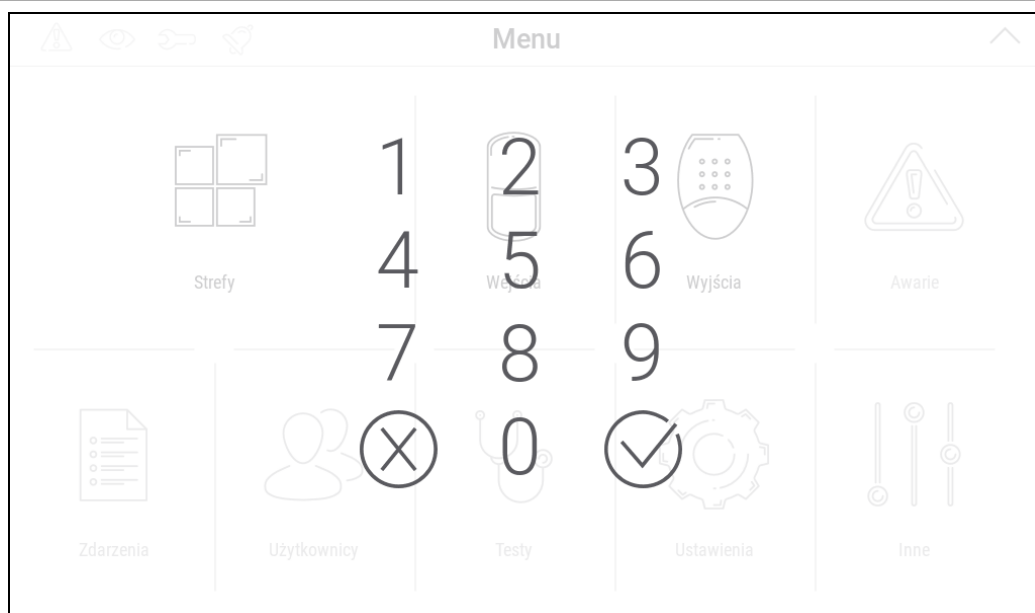 Menu
1 2 3
4 5 6
Strefy Wejścia Wyjścia Awarie
7 8 9
0
Zdarzenia Użytkownicy Testy Ustawienia Inne